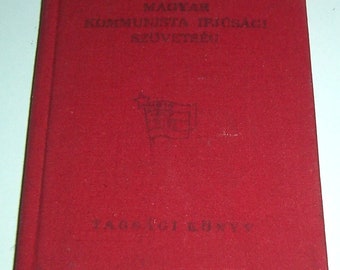 MAGYAR
KOMMUNISTA IFJÚSÁGI
SZÖVETSÉG
TAGSÁGI KÖNYV